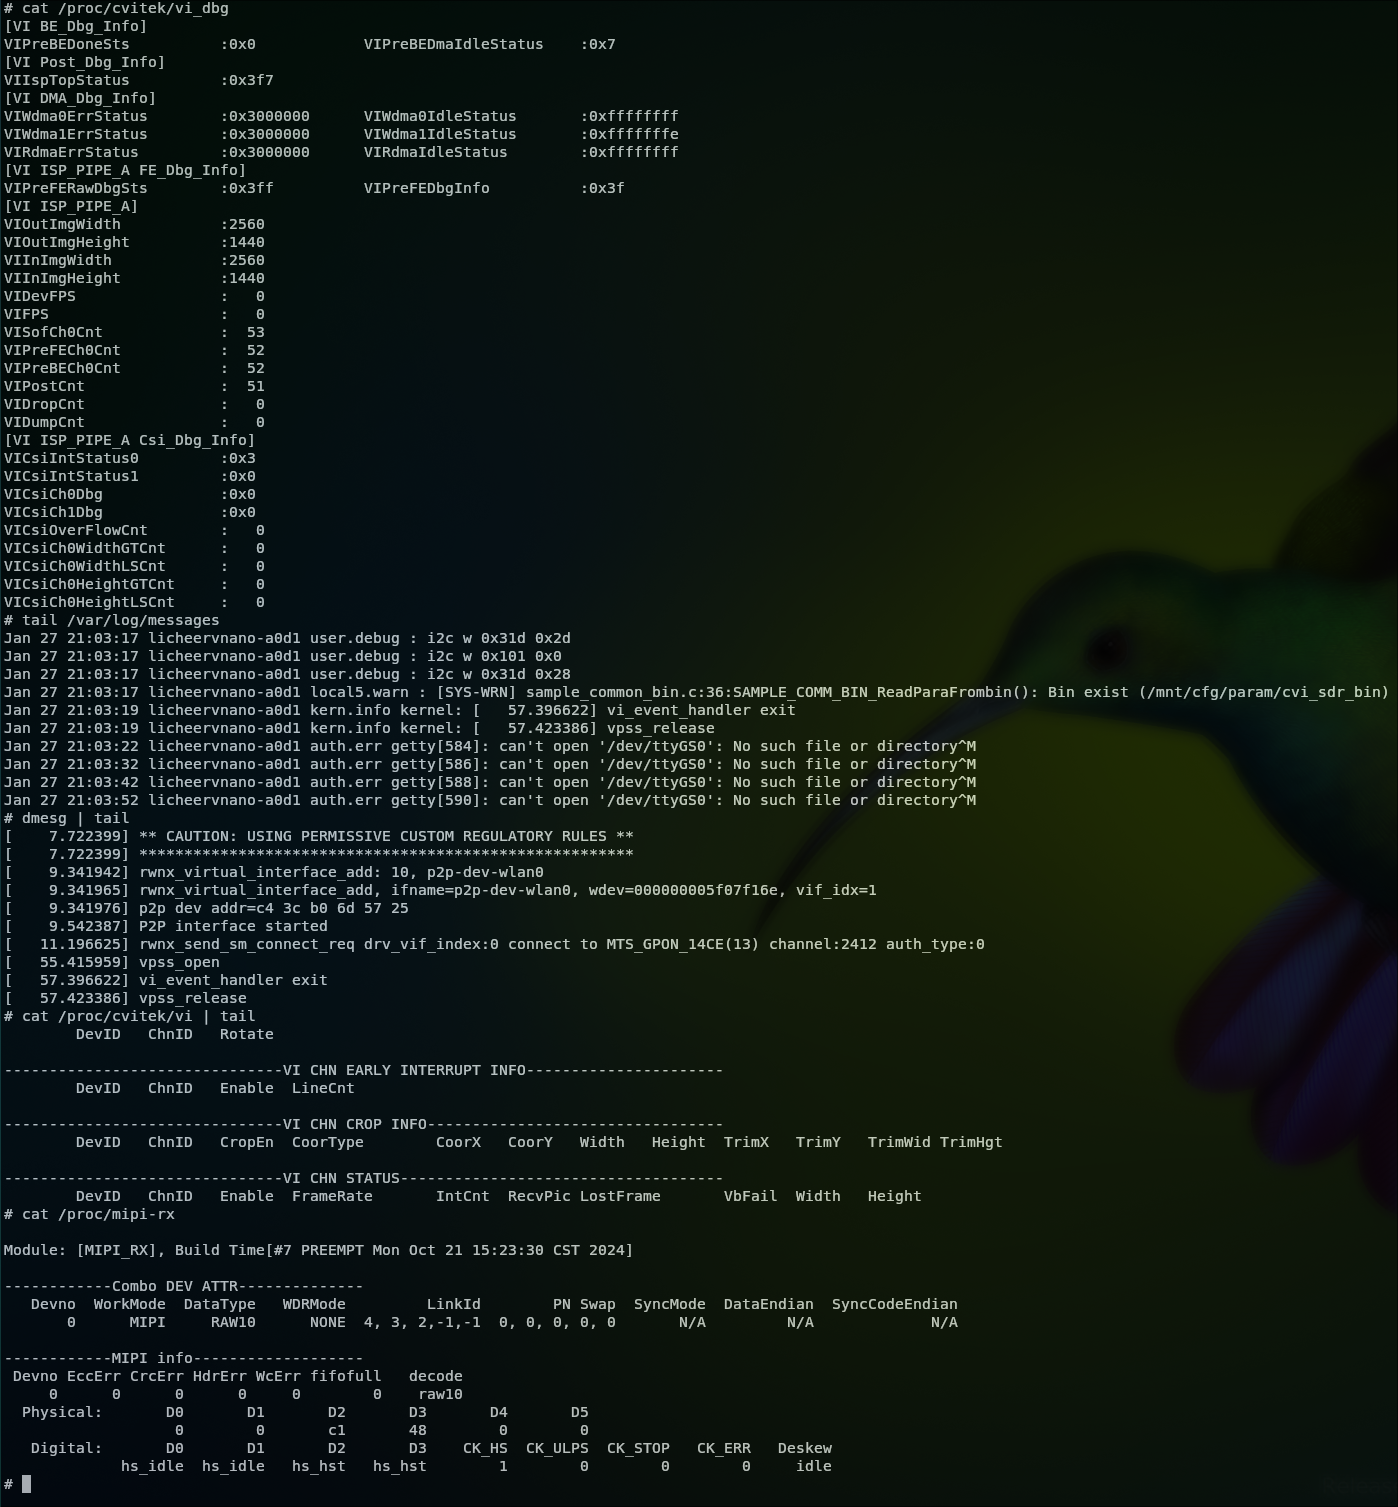 # cat /proc/cvitek/vi_dbg
[VI BE_Dbg_Info]
VIPreBEDoneSts          :0x0            VIPreBEDmaIdleStatus    :0x7
[VI Post_Dbg_Info]
VIIspTopStatus          :0x3f7
[VI DMA_Dbg_Info]
VIWdma0ErrStatus        :0x3000000      VIWdma0IdleStatus       :0xffffffff
VIWdma1ErrStatus        :0x3000000      VIWdma1IdleStatus       :0xfffffffe
VIRdmaErrStatus         :0x3000000      VIRdmaIdleStatus        :0xffffffff
[VI ISP_PIPE_A FE_Dbg_Info]
VIPreFERawDbgSts        :0x3ff          VIPreFEDbgInfo          :0x3f
[VI ISP_PIPE_A]
VIOutImgWidth           :2560
VIOutImgHeight          :1440
VIInImgWidth            :2560
VIInImgHeight           :1440
VIDevFPS                :   0
VIFPS                   :   0
VISofCh0Cnt             :  53
VIPreFECh0Cnt           :  52
VIPreBECh0Cnt           :  52
VIPostCnt               :  51
VIDropCnt               :   0
VIDumpCnt               :   0
[VI ISP_PIPE_A Csi_Dbg_Info]
VICsiIntStatus0         :0x3
VICsiIntStatus1         :0x0
VICsiCh0Dbg             :0x0
VICsiCh1Dbg             :0x0
VICsiOverFlowCnt        :   0
VICsiCh0WidthGTCnt      :   0
VICsiCh0WidthLSCnt      :   0
VICsiCh0HeightGTCnt     :   0
VICsiCh0HeightLSCnt     :   0
# tail /var/log/messages
Jan 27 21:03:17 licheervnano-a0d1 user.debug : i2c w 0x31d 0x2d
Jan 27 21:03:17 licheervnano-a0d1 user.debug : i2c w 0x101 0x0
Jan 27 21:03:17 licheervnano-a0d1 user.debug : i2c w 0x31d 0x28
Jan 27 21:03:17 licheervnano-a0d1 local5.warn : [SYS-WRN] sample_common_bin.c:36:SAMPLE_COMM_BIN_ReadParaFrombin(): Bin exist (/mnt/cfg/param/cvi_sdr_bin)
Jan 27 21:03:19 licheervnano-a0d1 kern.info kernel: [   57.396622] vi_event_handler exit
Jan 27 21:03:19 licheervnano-a0d1 kern.info kernel: [   57.423386] vpss_release
Jan 27 21:03:22 licheervnano-a0d1 auth.err getty[584]: can't open '/dev/ttyGS0': No such file or directory^M
Jan 27 21:03:32 licheervnano-a0d1 auth.err getty[586]: can't open '/dev/ttyGS0': No such file or directory^M
Jan 27 21:03:42 licheervnano-a0d1 auth.err getty[588]: can't open '/dev/ttyGS0': No such file or directory^M
Jan 27 21:03:52 licheervnano-a0d1 auth.err getty[590]: can't open '/dev/ttyGS0': No such file or directory^M
# dmesg | tail
[    7.722399] ** CAUTION: USING PERMISSIVE CUSTOM REGULATORY RULES **
[    7.722399] *******************************************************
[    9.341942] rwnx_virtual_interface_add: 10, p2p-dev-wlan0
[    9.341965] rwnx_virtual_interface_add, ifname=p2p-dev-wlan0, wdev=000000005f07f16e, vif_idx=1
[    9.341976] p2p dev addr=c4 3c b0 6d 57 25
[    9.542387] P2P interface started
[   11.196625] rwnx_send_sm_connect_req drv_vif_index:0 connect to MTS_GPON_14CE(13) channel:2412 auth_type:0
[   55.415959] vpss_open
[   57.396622] vi_event_handler exit
[   57.423386] vpss_release
# cat /proc/cvitek/vi | tail
        DevID   ChnID   Rotate
-------------------------------VI CHN EARLY INTERRUPT INFO----------------------
        DevID   ChnID   Enable  LineCnt
-------------------------------VI CHN CROP INFO---------------------------------
        DevID   ChnID   CropEn  CoorType        CoorX   CoorY   Width   Height  TrimX   TrimY   TrimWid TrimHgt
-------------------------------VI CHN STATUS------------------------------------
        DevID   ChnID   Enable  FrameRate       IntCnt  RecvPic LostFrame       VbFail  Width   Height
# cat /proc/mipi-rx
Module: [MIPI_RX], Build Time[#7 PREEMPT Mon Oct 21 15:23:30 CST 2024]
------------Combo DEV ATTR--------------
   Devno  WorkMode  DataType   WDRMode         LinkId        PN Swap  SyncMode  DataEndian  SyncCodeEndian
       0      MIPI     RAW10      NONE  4, 3, 2,-1,-1  0, 0, 0, 0, 0       N/A         N/A             N/A
------------MIPI info-------------------
 Devno EccErr CrcErr HdrErr WcErr fifofull   decode
     0      0      0      0     0        0    raw10
  Physical:       D0       D1       D2       D3       D4       D5
                   0        0       c1       48        0        0
   Digital:       D0       D1       D2       D3    CK_HS  CK_ULPS  CK_STOP   CK_ERR   Deskew
             hs_idle  hs_idle   hs_hst   hs_hst        1        0        0        0     idle
#